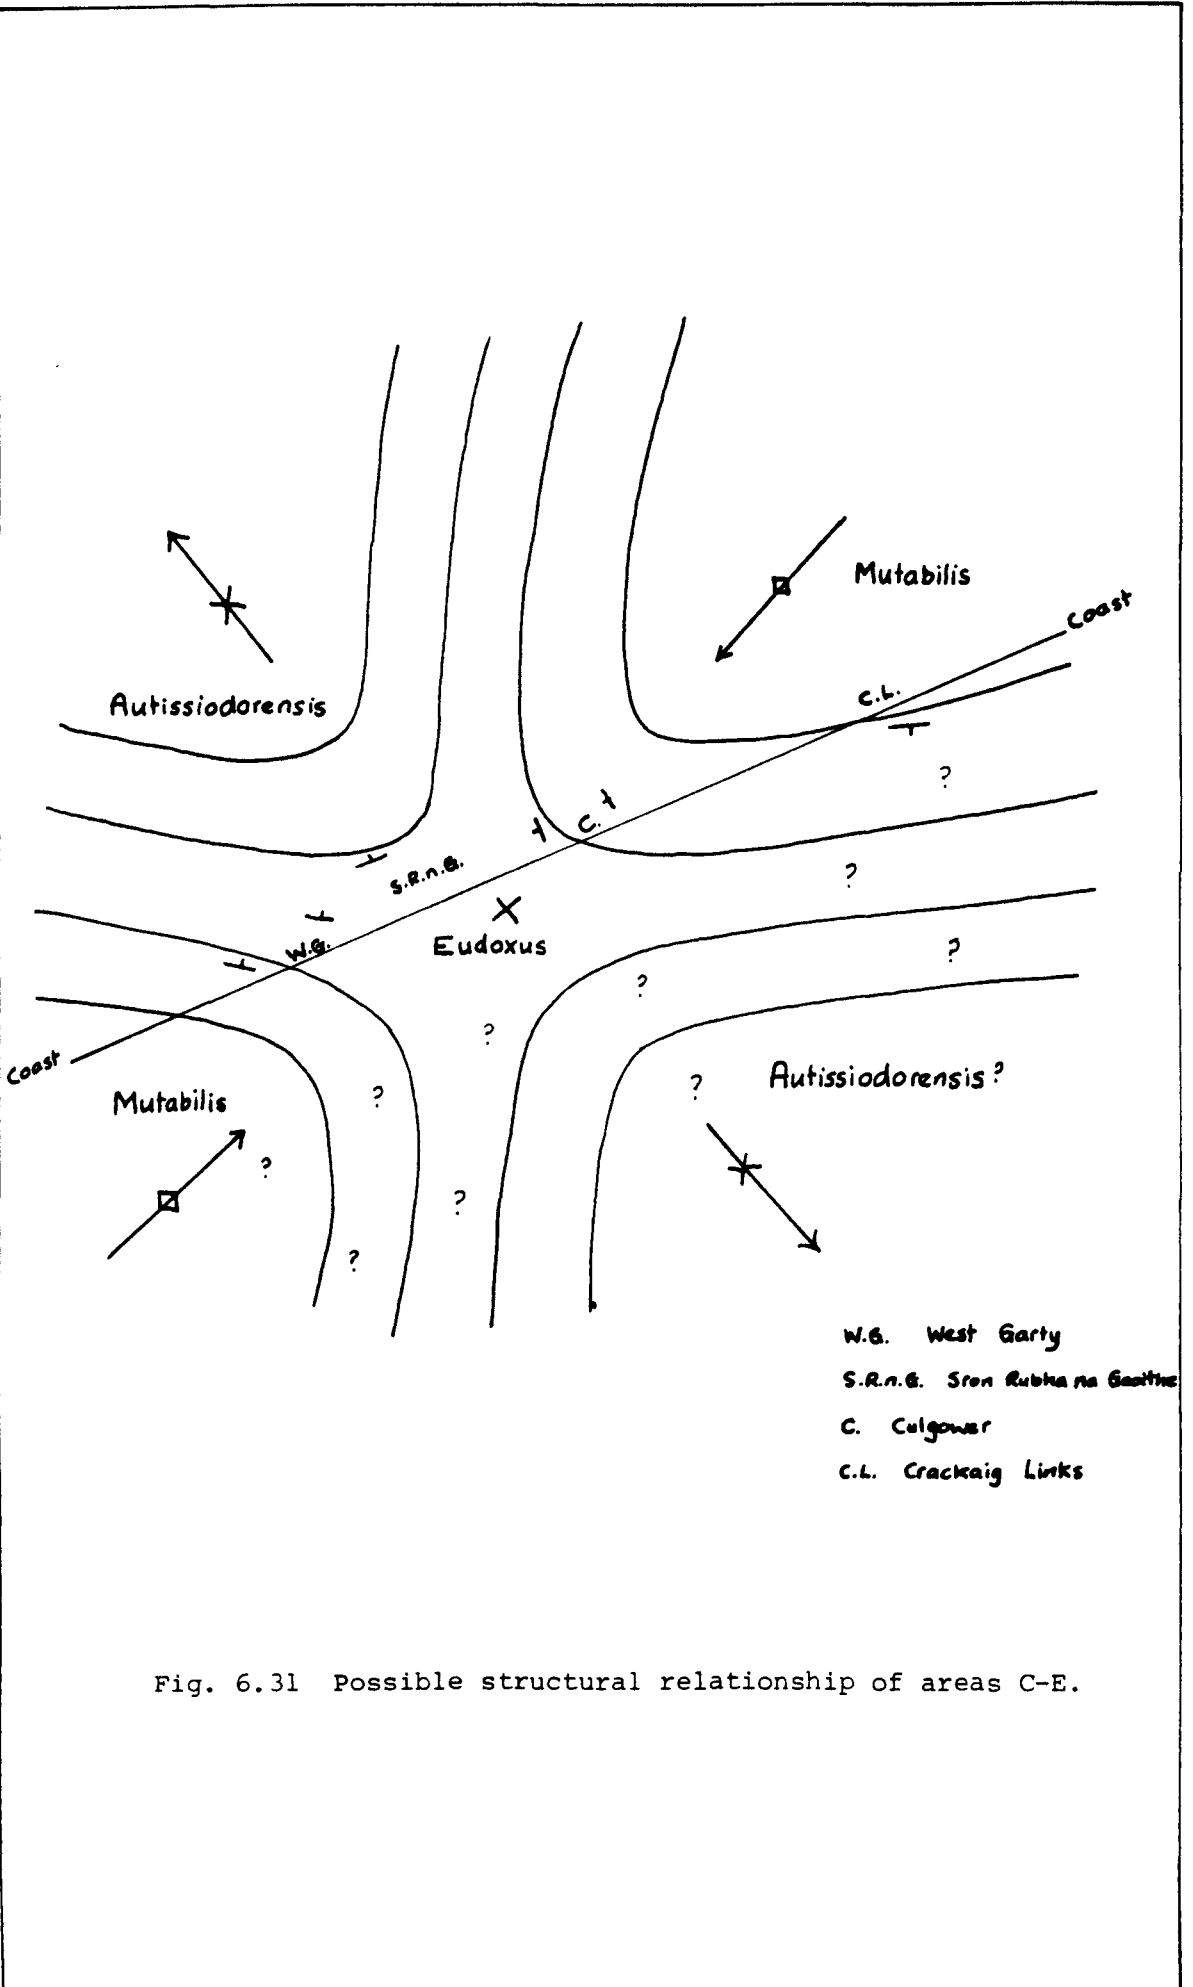 Mutabilis
Coast
Autissiodorensis
C.L.
?
C.
?
S.R.n.G.
W.G.
Eudoxus
?
?
?
Coast
Mutabilis
?
?
Autissiodorensis?
?
?
?
W.G. West Garty
S.R.n.G. Sron Rubha na Gaoithe
C. Culgower
C.L. Crackaig Links
Fig. 6.31 Possible structural relationship of areas C-E.